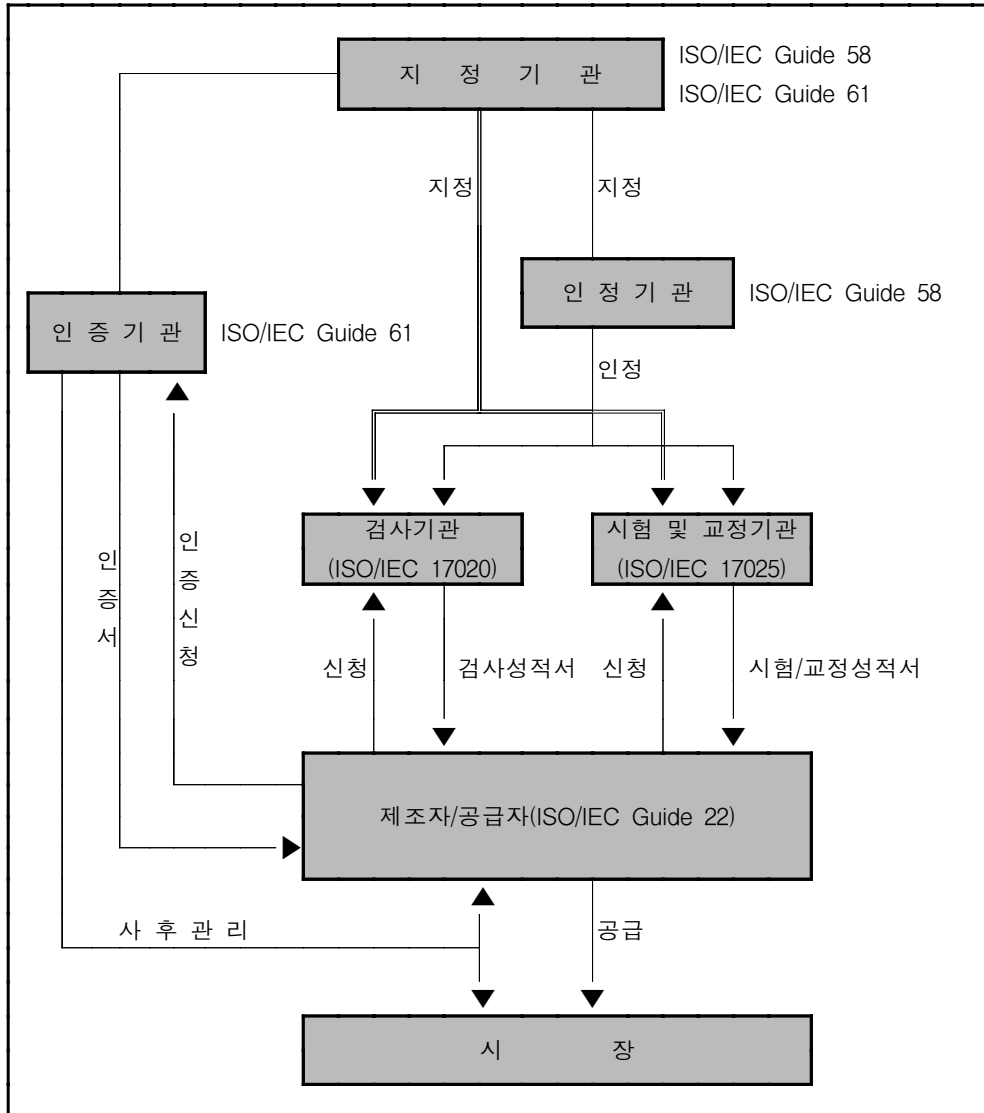 지 정 기 관
ISO/IEC Guide 58
ISO/IEC Guide 61
지정
지정
인 정 기 관
ISO/IEC Guide 58
인 증 기 관
ISO/IEC Guide 61
인정
검사기관
(ISO/IEC 17020)
시험 및 교정기관
(ISO/IEC 17025)
인증서
인증신청
신청
검사성적서
신청
시험/교정성적서
제조자/공급자(ISO/IEC Guide 22)
사 후 관 리
공급
시 장